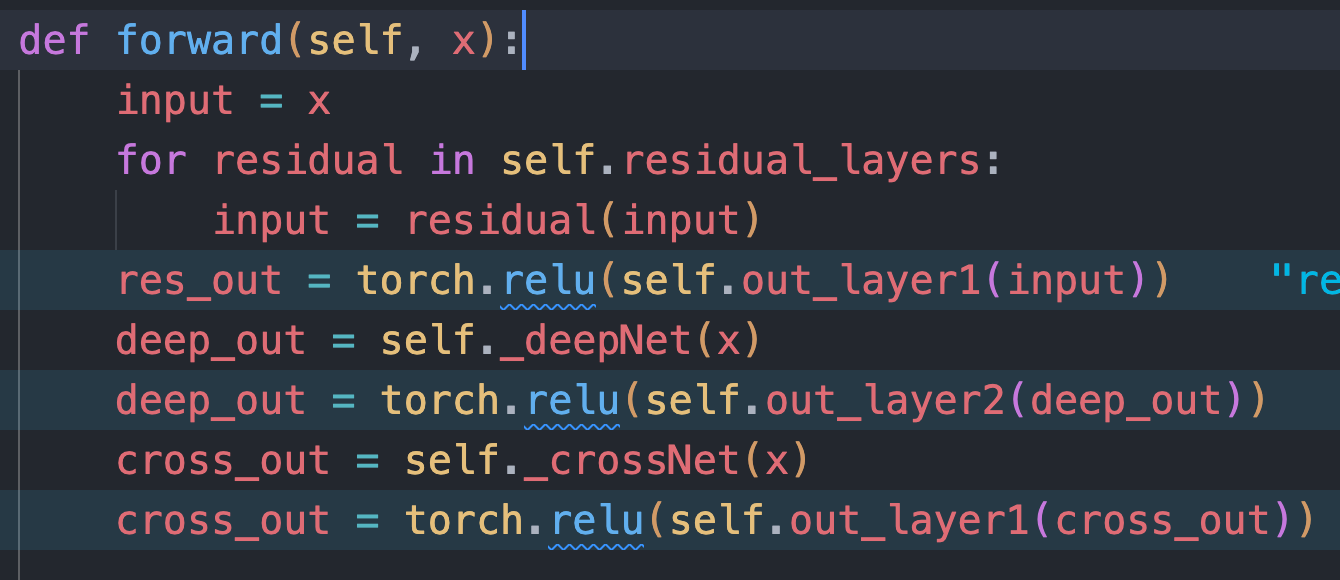 def forward(self, x):
    input = x
    for residual in self.residual_layers:
        input = residual(input)
    res_out = torch.relu(self.out_layer1(input))    "re
    deep_out = self._deepNet(x)
    deep_out = torch.relu(self.out_layer2(deep_out))
    cross_out = self._crossNet(x)
    cross_out = torch.relu(self.out_layer1(cross_out))